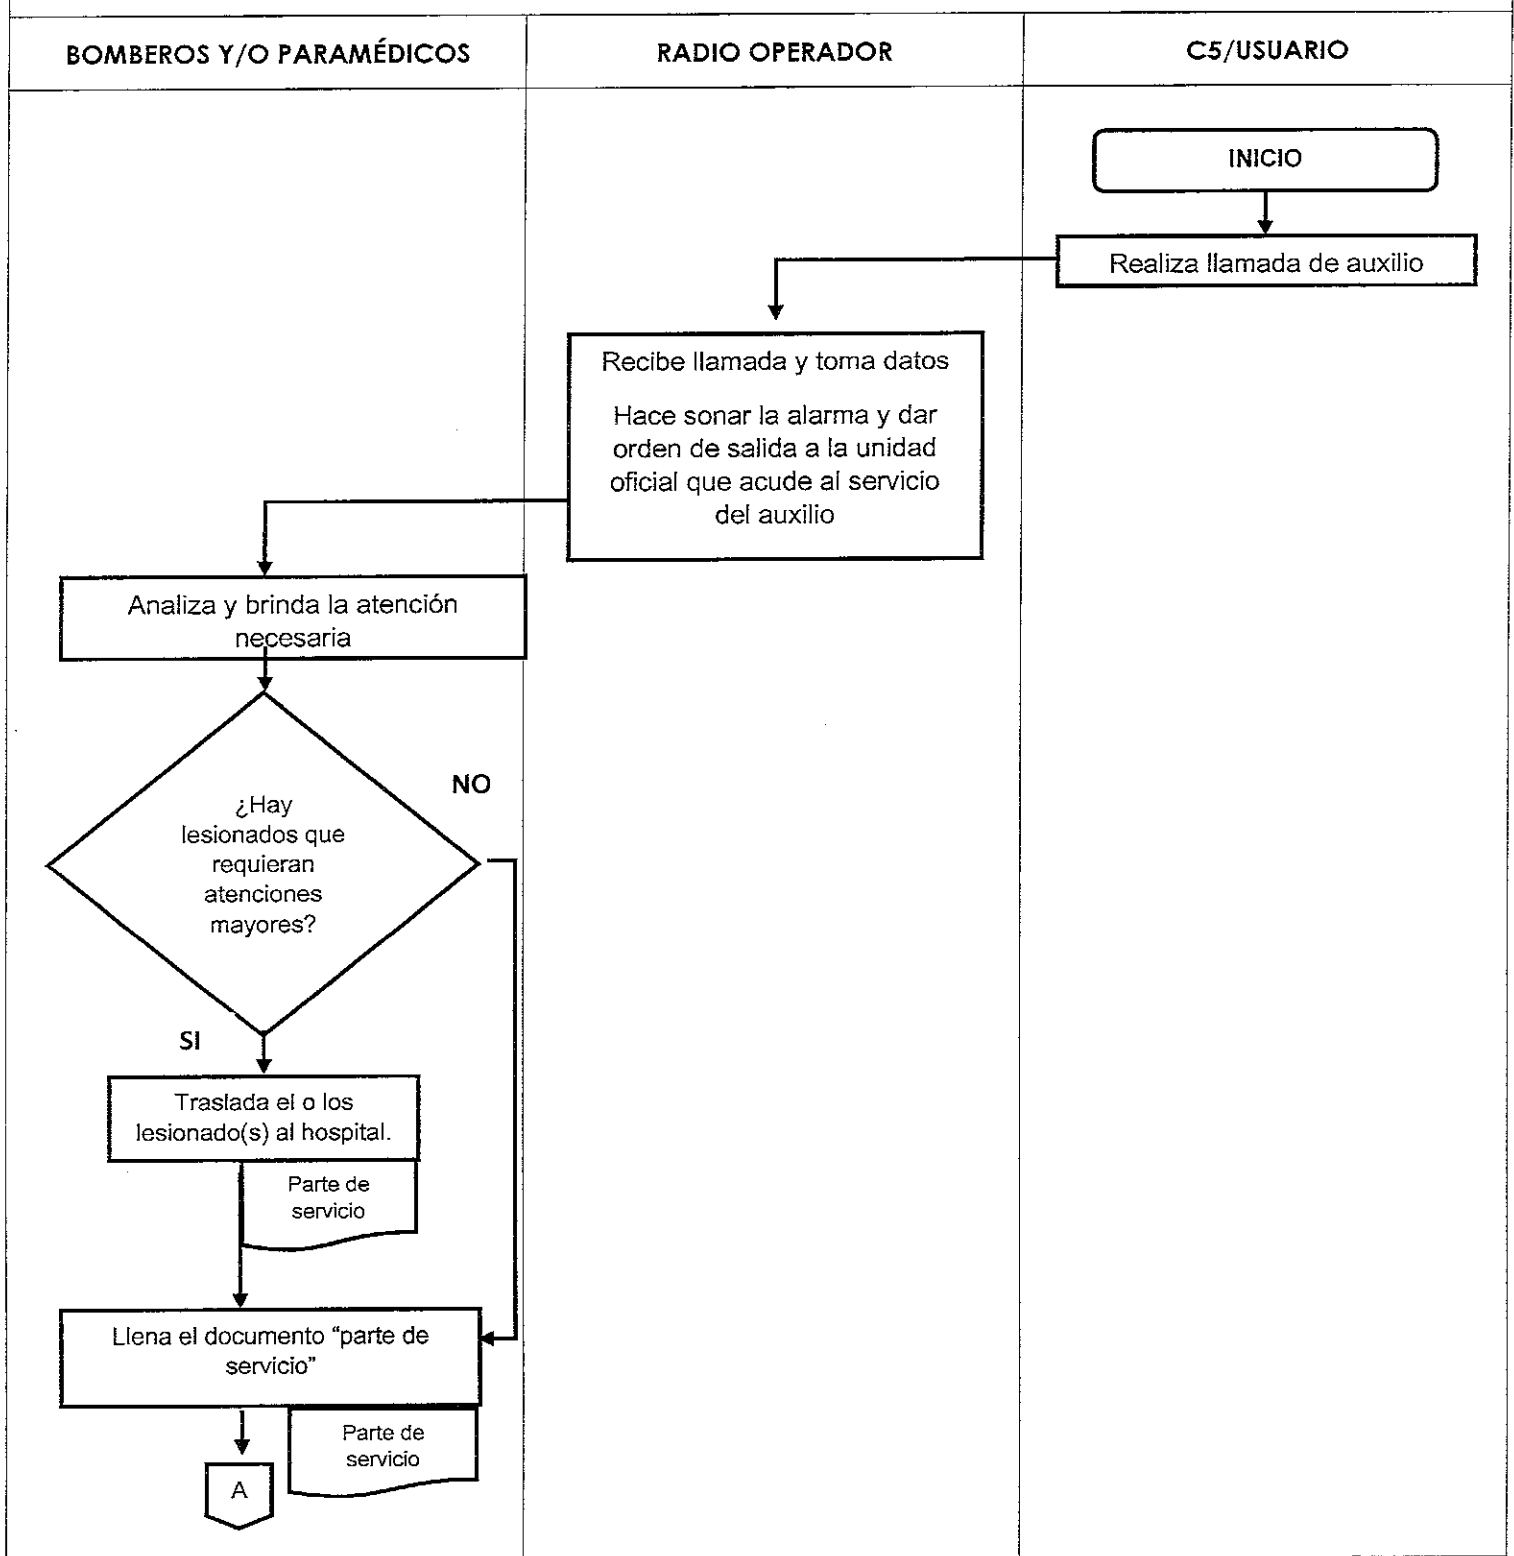 BOMBEROS Y/O PARAMÉDICOS
RADIO OPERADOR
C5/USUARIO
INICIO
Realiza llamada de auxilio
Recibe llamada y toma datos
Hace sonar la alarma y dar
orden de salida a la unidad
oficial que acude al servicio
del auxilio
Analiza y brinda la atención
necesaria
¿Hay
lesionados que
requieran
atenciones
mayores?
NO
SI
Traslada el o los
lesionado(s) al hospital.
Parte de
servicio
Llena el documento “parte de
servicio”
Parte de
servicio
A